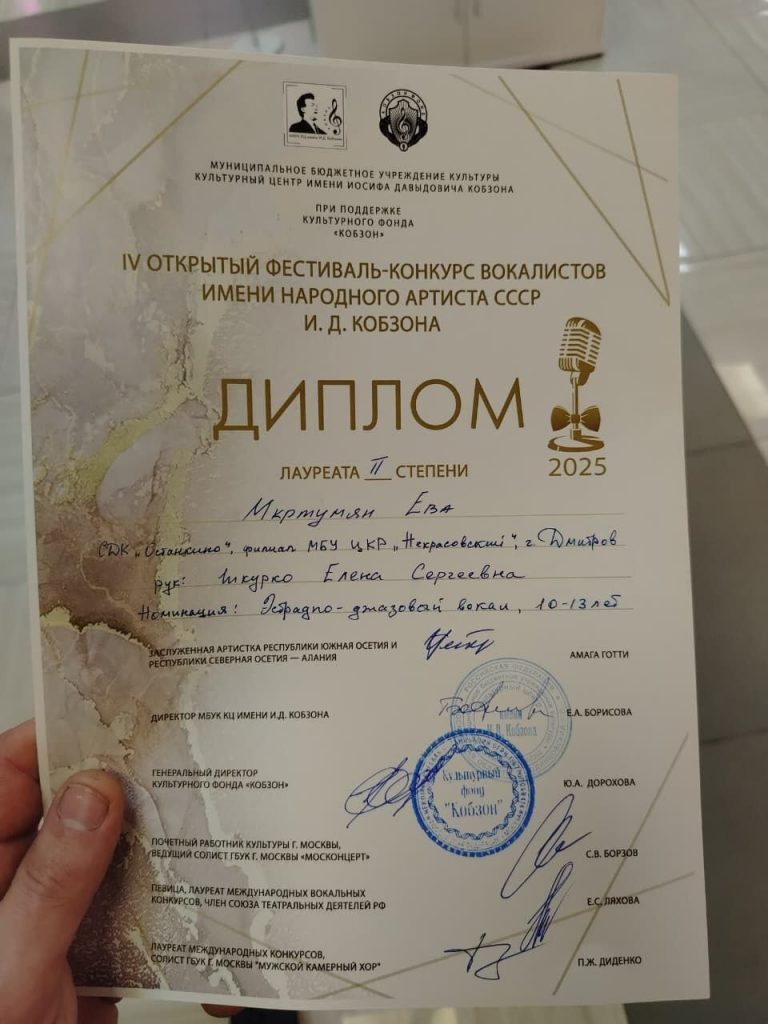 МУНИЦИПАЛЬНОЕ БЮДЖЕТНОЕ УЧРЕЖДЕНИЕ КУЛЬТУРЫ
КУЛЬТУРНЫЙ ЦЕНТР ИМЕНИ ИОСИФА ДАВЫДОВИЧА КОБЗОНА
ПРИ ПОДДЕРЖКЕ
КУЛЬТУРНОГО ФОНДА
«КОБЗОН»
IV ОТКРЫТЫЙ ФЕСТИВАЛЬ-КОНКУРС ВОКАЛИСТОВ
ИМЕНИ НАРОДНОГО АРТИСТА СССР
И. Д. КОБЗОНА
ДИПЛОМ
2025
ЛАУРЕАТА II СТЕПЕНИ
Мкртумян Ева
СДК „Останкино", филиал МБУ ЦКР „Некрасовский", г. Дмитров
рук: Шкурко Елена Сергеевна
Номинация: Эстрадно-джазовый вокал, 10-13 лет
ЗАСЛУЖЕННАЯ АРТИСТКА РЕСПУБЛИКИ ЮЖНАЯ ОСЕТИЯ И
РЕСПУБЛИКИ СЕВЕРНАЯ ОСЕТИЯ — АЛАНИЯ
АМАГА ГОТТИ
ДИРЕКТОР МБУК КЦ ИМЕНИ И.Д. КОБЗОНА
Е.А. БОРИСОВА
И.Д. Кобзона
ГЕНЕРАЛЬНЫЙ ДИРЕКТОР
КУЛЬТУРНОГО ФОНДА «КОБЗОН»
Ю.А. ДОРОХОВА
Культурный
фонд
"Кобзон"
ПОЧЕТНЫЙ РАБОТНИК КУЛЬТУРЫ Г. МОСКВЫ,
ВЕДУЩИЙ СОЛИСТ ГБУК Г. МОСКВЫ «МОСКОНЦЕРТ»
С.В. БОРЗОВ
ПЕВИЦА, ЛАУРЕАТ МЕЖДУНАРОДНЫХ ВОКАЛЬНЫХ
КОНКУРСОВ, ЧЛЕН СОЮЗА ТЕАТРАЛЬНЫХ ДЕЯТЕЛЕЙ РФ
Е.С. ЛЯХОВА
ЛАУРЕАТ МЕЖДУНАРОДНЫХ КОНКУРСОВ,
СОЛИСТ ГБУК Г. МОСКВЫ "МУЖСКОЙ КАМЕРНЫЙ ХОР"
П.Ж. ДИДЕНКО